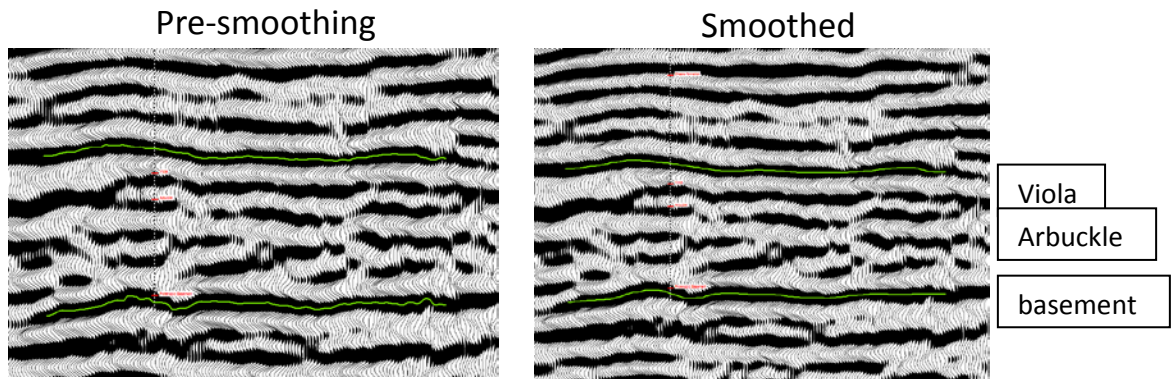 Pre-smoothing
Smoothed
Viola
Arbuckle
basement